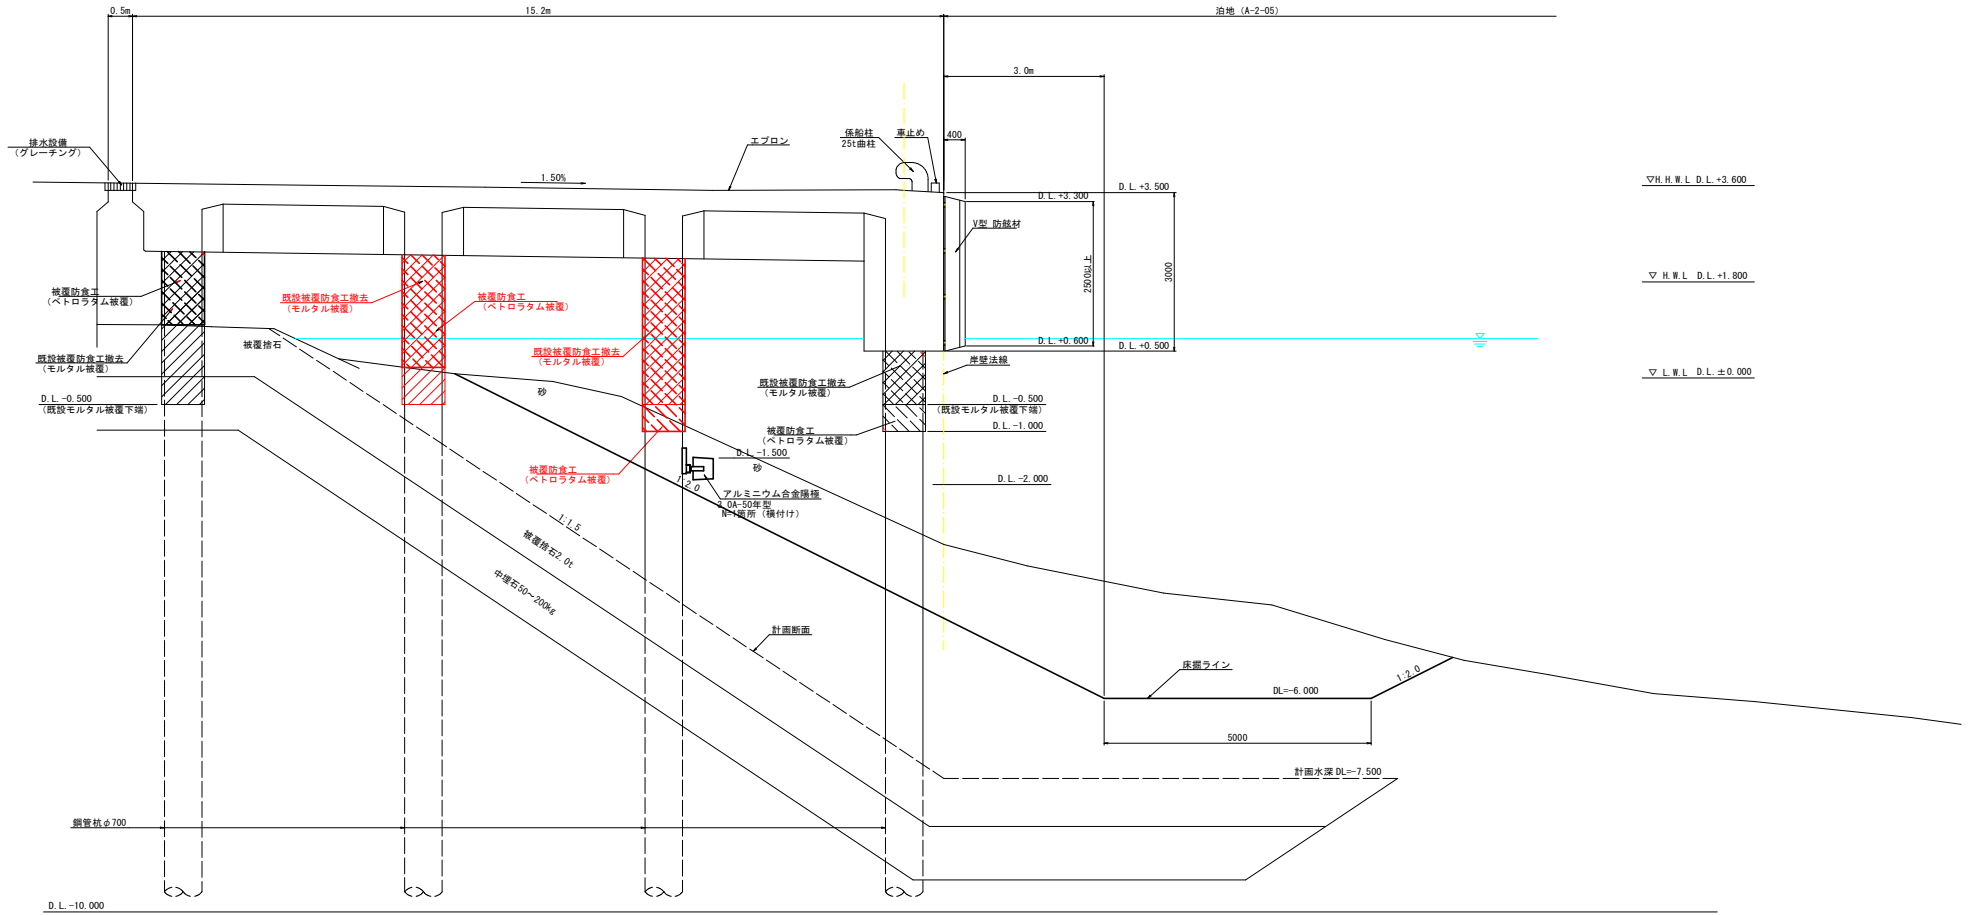 0.5m
15.2m
泊地 (A-2-05)
3.0m
排水設備
(グレーチング)
エプロン
係船柱
25t曲柱
車止め
400
1.50%
D.L.+3.500
D.L.+3.300
▽H.H.W.L D.L.+3.600
V型 防舷材
2500以上
3000
▽ H.W.L D.L.+1.800
被覆防食工
(ペトロラタム被覆)
既設被覆防食工撤去
(モルタル被覆)
被覆防食工
(ペトロラタム被覆)
既設被覆防食工撤去
(モルタル被覆)
被覆捨石
既設被覆防食工撤去
(モルタル被覆)
D.L.+0.600
D.L.+0.500
岸壁法線
▽ L.W.L D.L.±0.000
既設被覆防食工撤去
(モルタル被覆)
砂
D.L.-0.500
(既設モルタル被覆下端)
D.L.-0.500
(既設モルタル被覆下端)
D.L.-1.000
被覆防食工
(ペトロラタム被覆)
D.L.-1.500
砂
被覆防食工
(ペトロラタム被覆)
D.L.-2.000
1:2.0
アルミニウム合金陽極
3.0A-50年型
N=1箇所 (横付け)
1:1.5
被覆捨石2.0t
中埋石50～200kg
計画断面
床掘ライン
DL=-6.000
1:2.0
5000
計画水深 DL=-7.500
鋼管杭φ700
D.L.-10.000